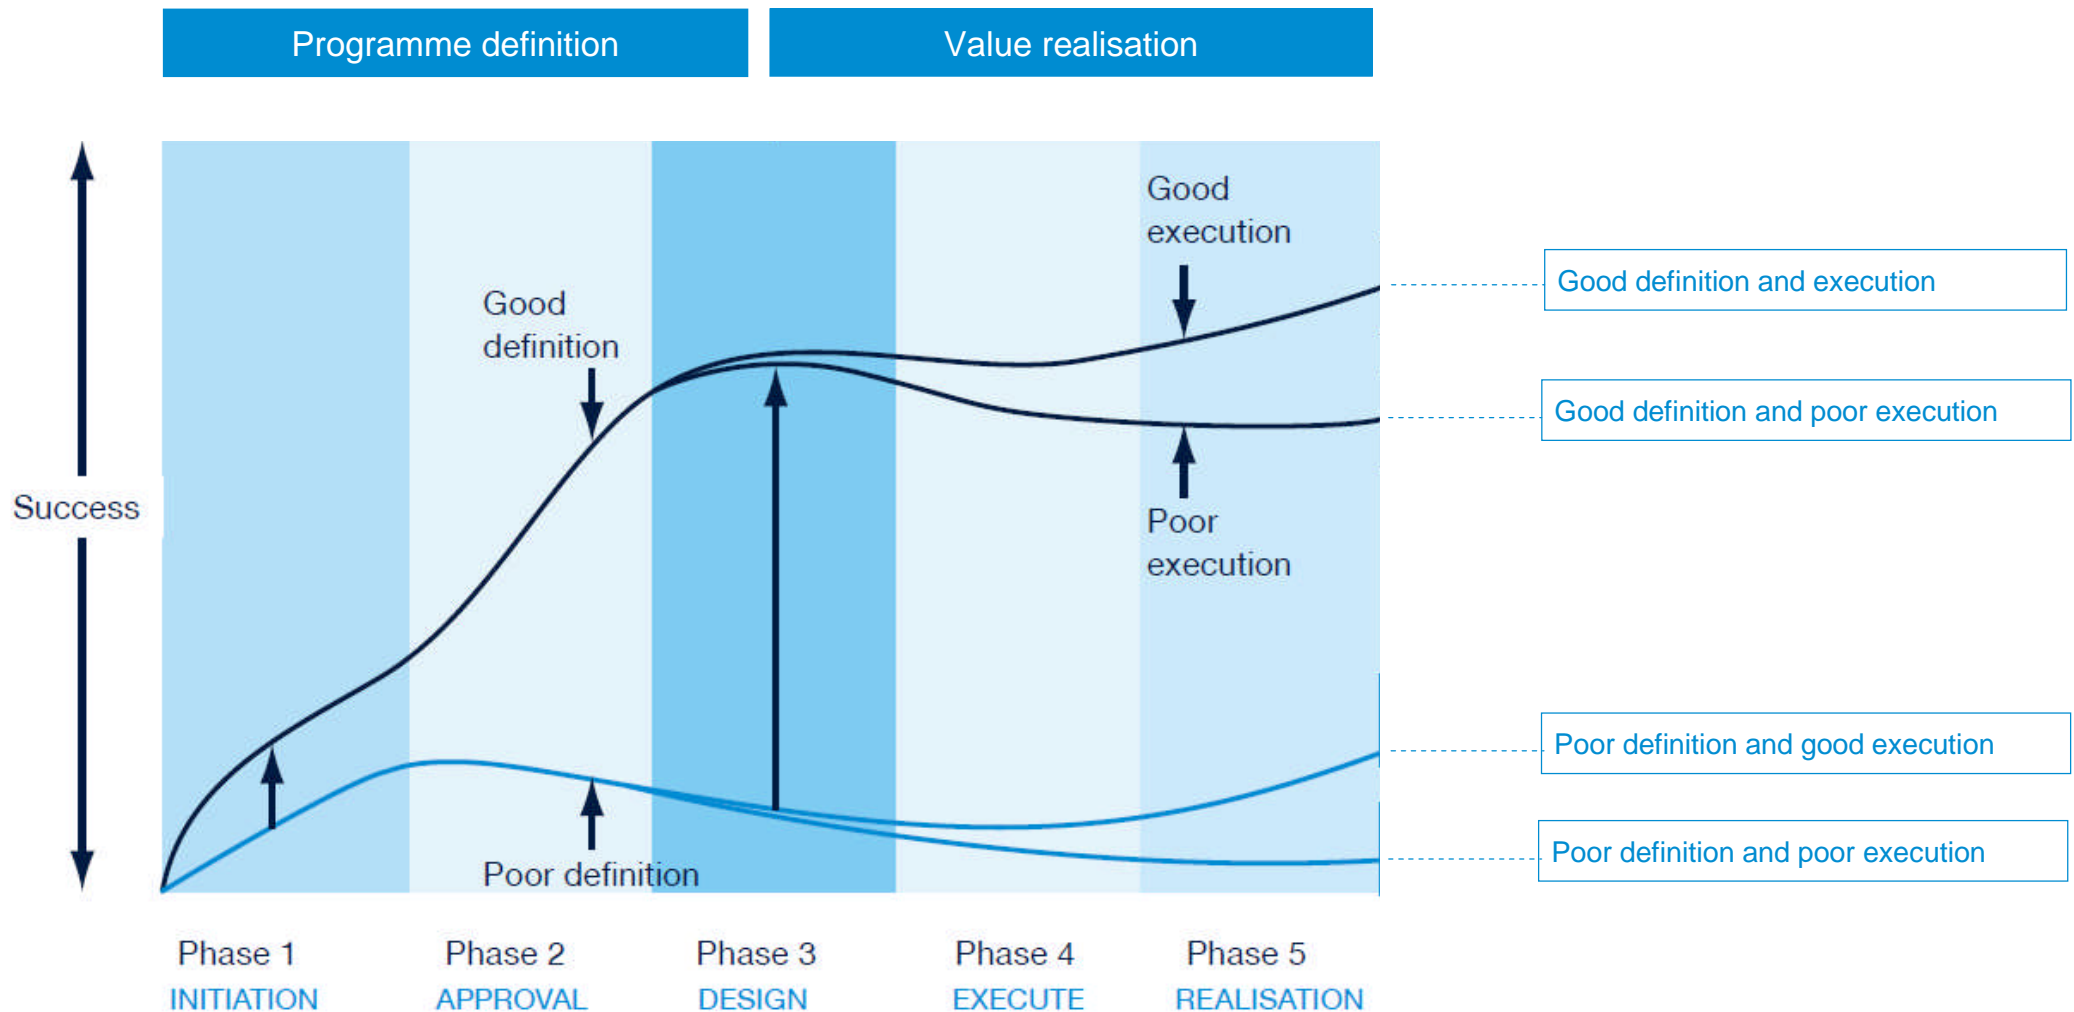 Programme definition
Value realisation
Good
execution
Good definition and execution
Good
definition
Good definition and poor execution
Success
Poor
execution
Poor definition and good execution
Poor definition
Poor definition and poor execution
Phase 1
INITIATION
Phase 2
APPROVAL
Phase 3
DESIGN
Phase 4
EXECUTE
Phase 5
REALISATION